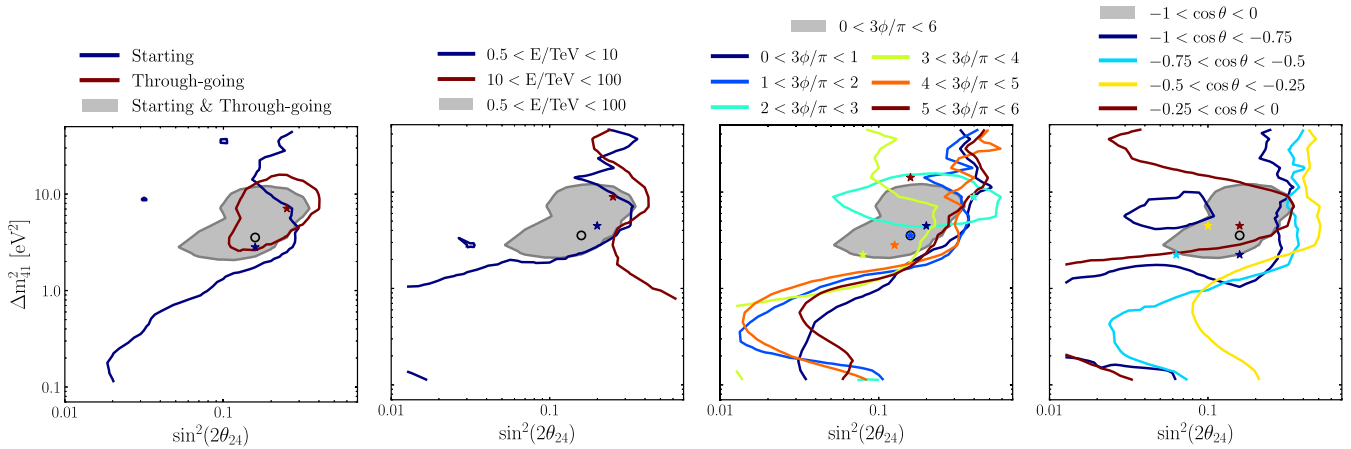 Starting
Through-going
Starting & Through-going
0.5 < E/TeV < 10
10 < E/TeV < 100
0.5 < E/TeV < 100
0 < 3ϕ/π < 6
0 < 3ϕ/π < 1
1 < 3ϕ/π < 2
2 < 3ϕ/π < 3
3 < 3ϕ/π < 4
4 < 3ϕ/π < 5
5 < 3ϕ/π < 6
−1 < cos θ < 0
−1 < cos θ < −0.75
−0.75 < cos θ < −0.5
−0.5 < cos θ < −0.25
−0.25 < cos θ < 0
Δm²₄₁ [eV²]
10.0
1.0
0.1
0.01 0.1
sin²(2θ₂₄)
0.01 0.1
sin²(2θ₂₄)
0.01 0.1
sin²(2θ₂₄)
0.01 0.1
sin²(2θ₂₄)